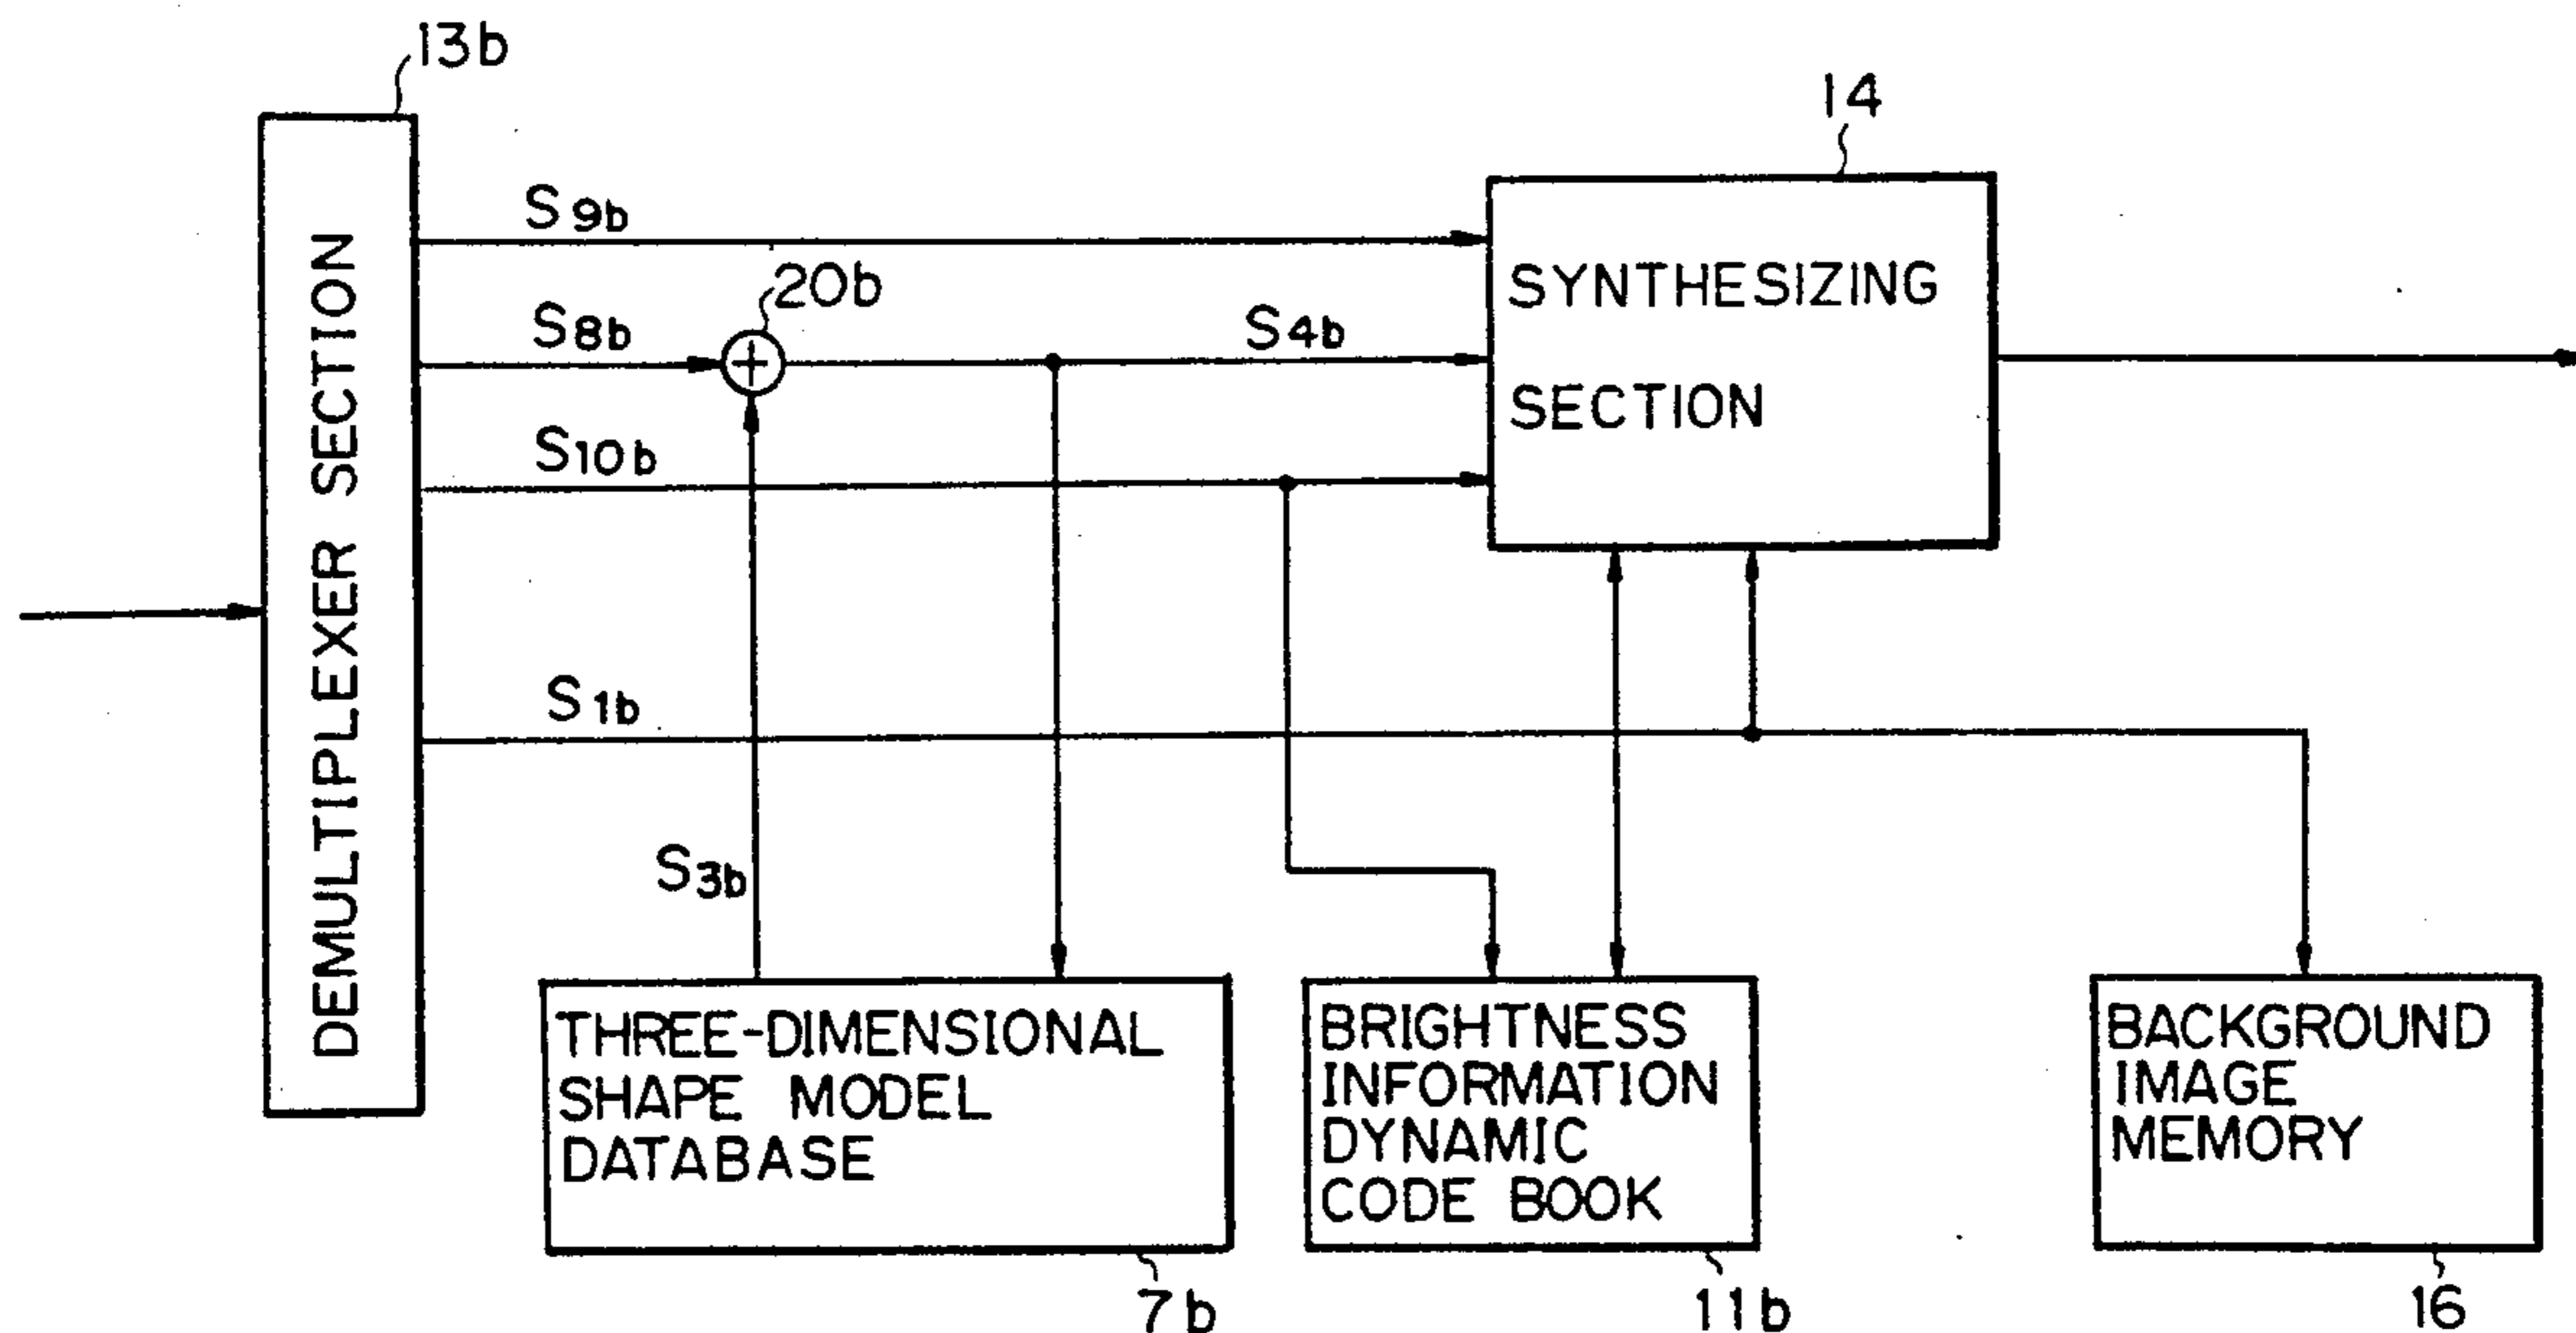 13b
14
DEMULTIPLEXER SECTION
S9b
20b
S8b
S4b
S10b
SYNTHESIZING
SECTION
S1b
S3b
THREE-DIMENSIONAL
SHAPE MODEL
DATABASE
BRIGHTNESS
INFORMATION
DYNAMIC
CODE BOOK
BACKGROUND
IMAGE
MEMORY
7b
11b
16